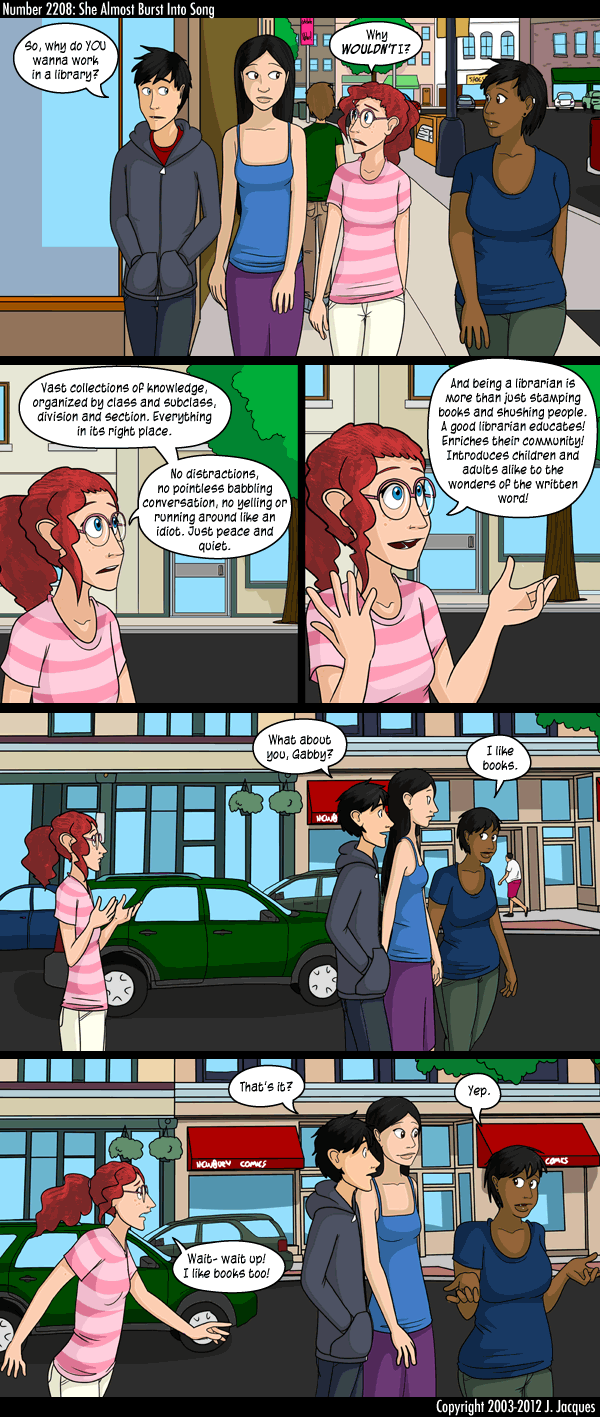 Number 2208: She Almost Burst Into Song
So, why do YOU
wanna work
in a library?
Why
WOULDN'T I?
Vast collections of knowledge,
organized by class and subclass,
division and section. Everything
in its right place.
No distractions,
no pointless babbling
conversation, no yelling or
running around like an
idiot. Just peace and
quiet.
And being a librarian is
more than just stamping
books and shushing people.
A good librarian educates!
Enriches their community!
Introduces children and
adults alike to the
wonders of the written
word!
What about
you, Gabby?
I like
books.
NEWBU
That's it?
Yep.
NEWBURY COMICS
COMICS
Wait- wait up!
I like books too!
Copyright 2003-2012 J. Jacques